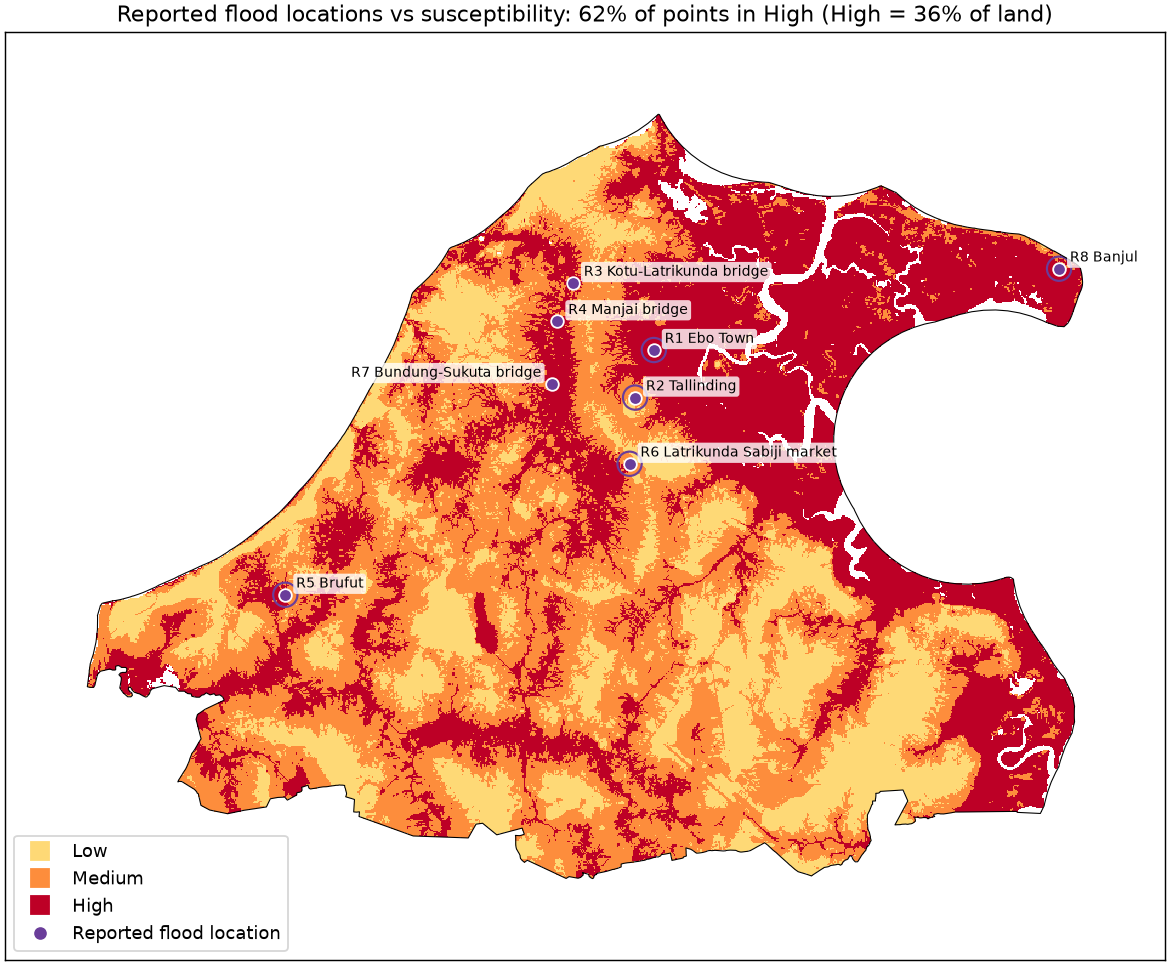 Reported flood locations vs susceptibility: 62% of points in High (High = 36% of land)
R8 Banjul
R3 Kotu-Latrikunda bridge
R4 Manjai bridge
R1 Ebo Town
R7 Bundung-Sukuta bridge
R2 Tallinding
R6 Latrikunda Sabiji market
R5 Brufut
Low
Medium
High
Reported flood location